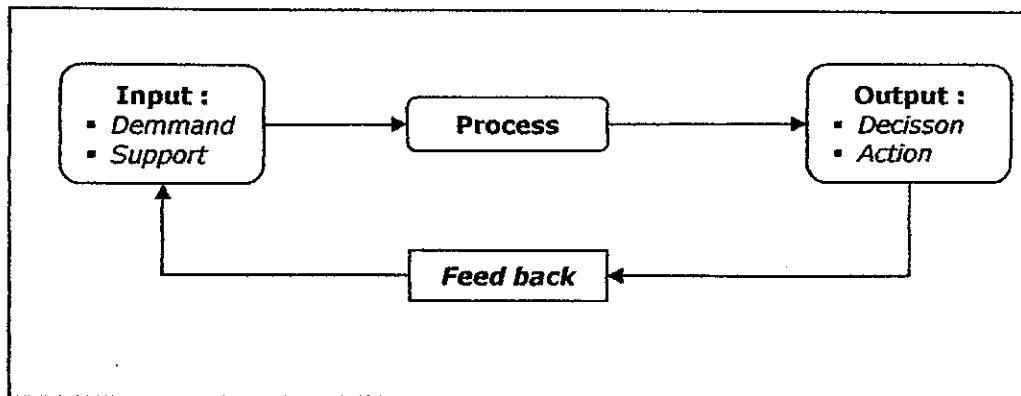 Input :
▪ Demmand
▪ Support
Process
Output :
▪ Decisson
▪ Action
Feed back